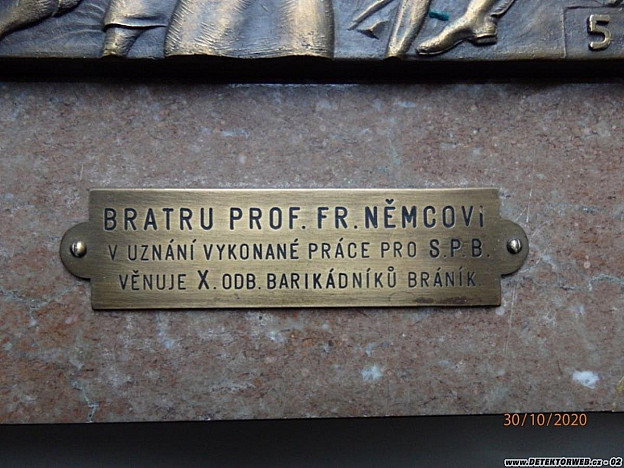 5
BRATRU PROF. FR. NĚMCOVI
V UZNÁNÍ VYKONANÉ PRÁCE PRO S.P.B.
VĚNUJE X. ODB. BARIKÁDNÍKŮ BRÁNÍK
30/10/2020
www.DETEKTORWEB.cz - 02